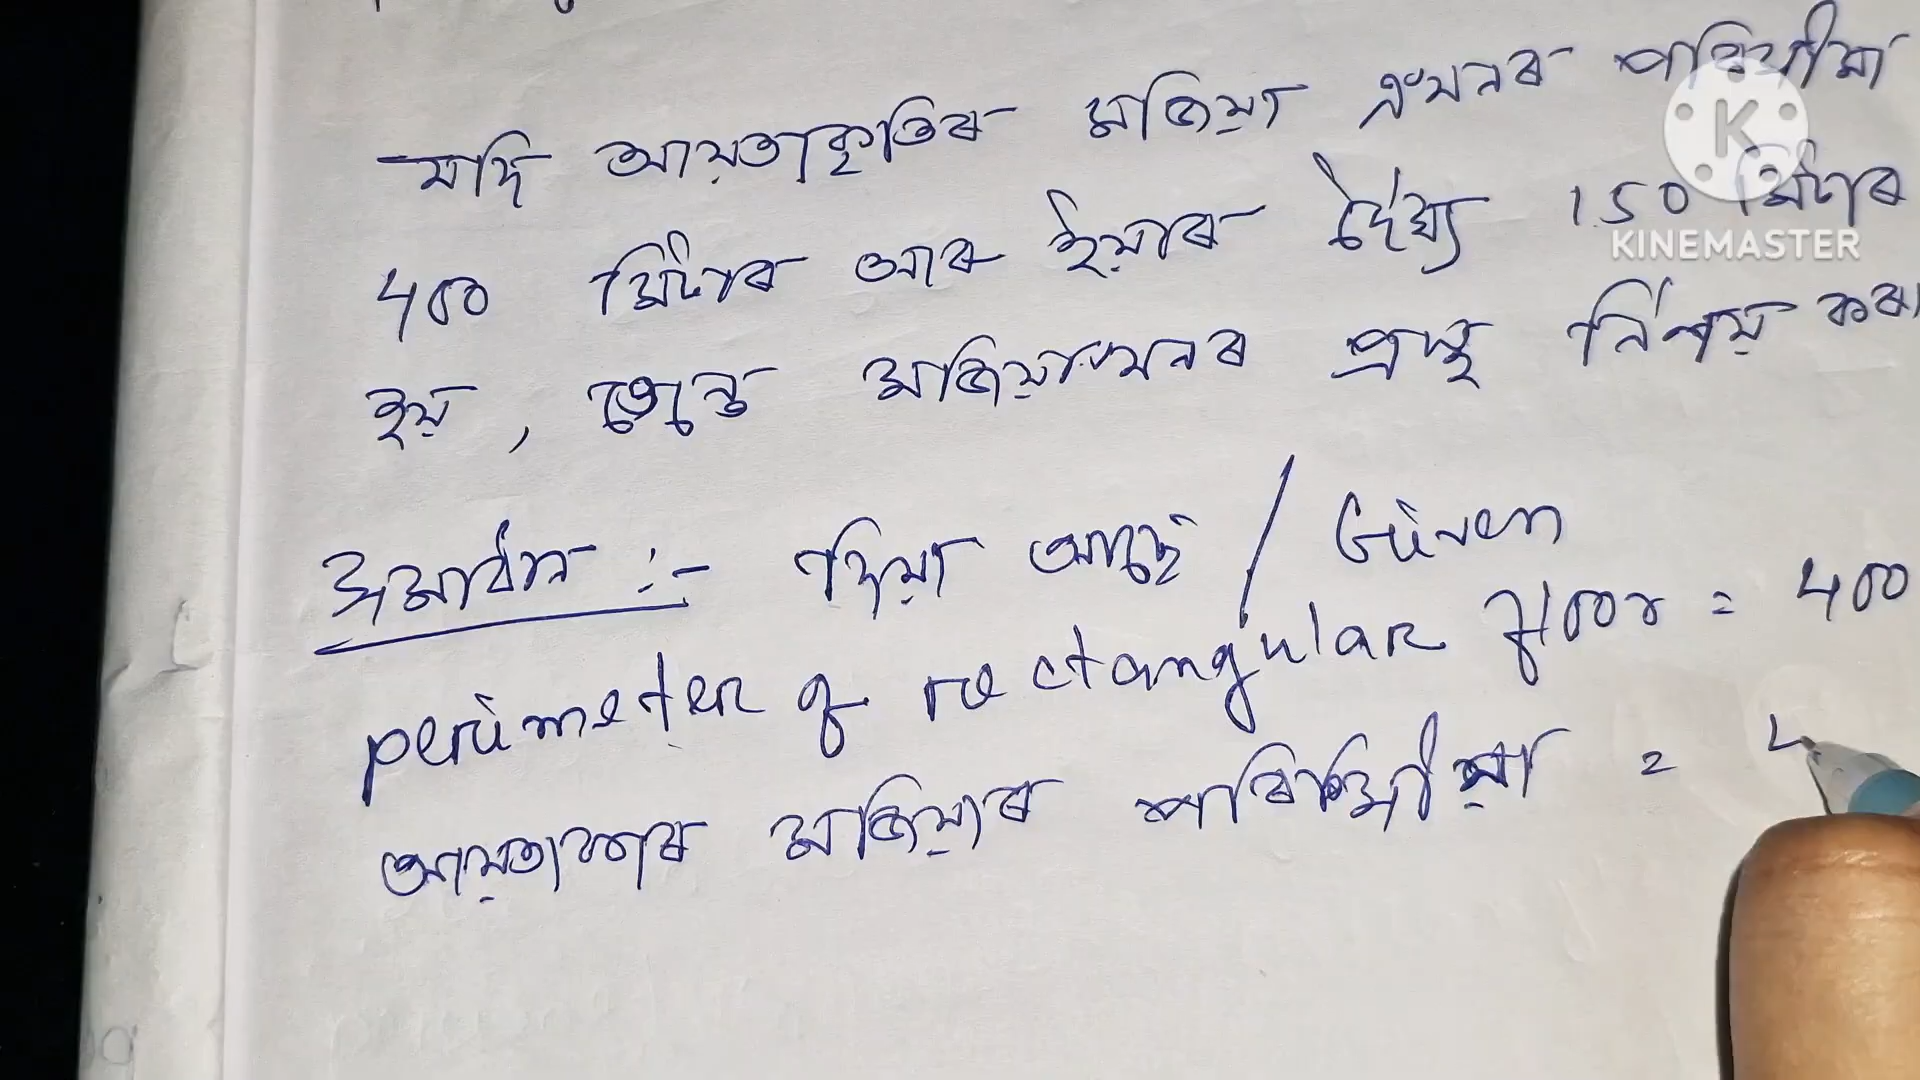 যদি আয়তাকৃতিৰ মজিয়া এখনৰ পৰিসীমা
400 মিটাৰ আৰু ইয়াৰ দৈৰ্ঘ্য 150 মিটাৰ
হয়, তেন্তে মজিয়াখনৰ প্ৰস্থ নিৰ্ণয় কৰা।
সমাধান :- দিয়া আছে / Given
perimeter of rectangular floor = 400
আয়তাকাৰ মজিয়াৰ পৰিসীমা = 4
K
KINEMASTER